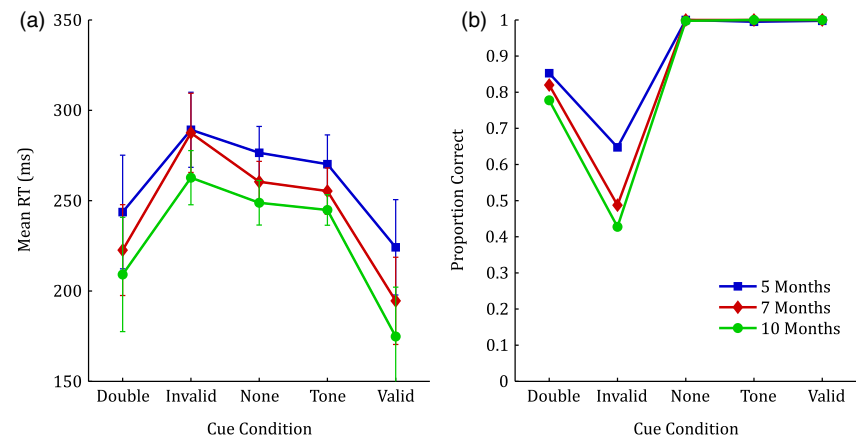 (a)
350
300
250
200
150
Mean RT (ms)
Double Invalid None Tone Valid
Cue Condition
(b)
1
0.9
0.8
0.7
0.6
0.5
0.4
0.3
0.2
0.1
0
Proportion Correct
5 Months
7 Months
10 Months
Double Invalid None Tone Valid
Cue Condition